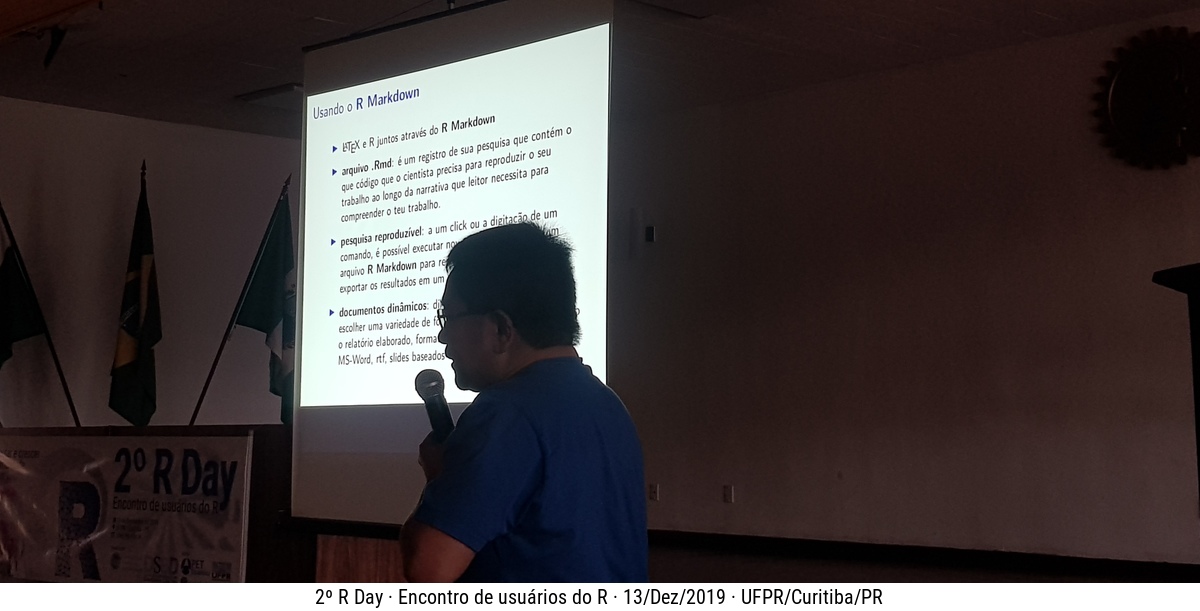 Usando o R Markdown
LATEX e R juntos através do R Markdown
arquivo .Rmd: é um registro de sua pesquisa que contém o
que código que o cientista precisa para reproduzir o seu
trabalho ao longo da narrativa que leitor necessita para
compreender o teu trabalho.
pesquisa reproduzível: a um click ou a digitação de um
comando, é possível executar
arquivo R Markdown para
exportar os resultados em um
documentos dinâmicos:
escolher uma variedade de
o relatório elaborado,
MS-Word, rtf, slides baseados
2º R Day
Encontro de usuários do R
R
PET
UFPR
2º R Day · Encontro de usuários do R · 13/Dez/2019 · UFPR/Curitiba/PR